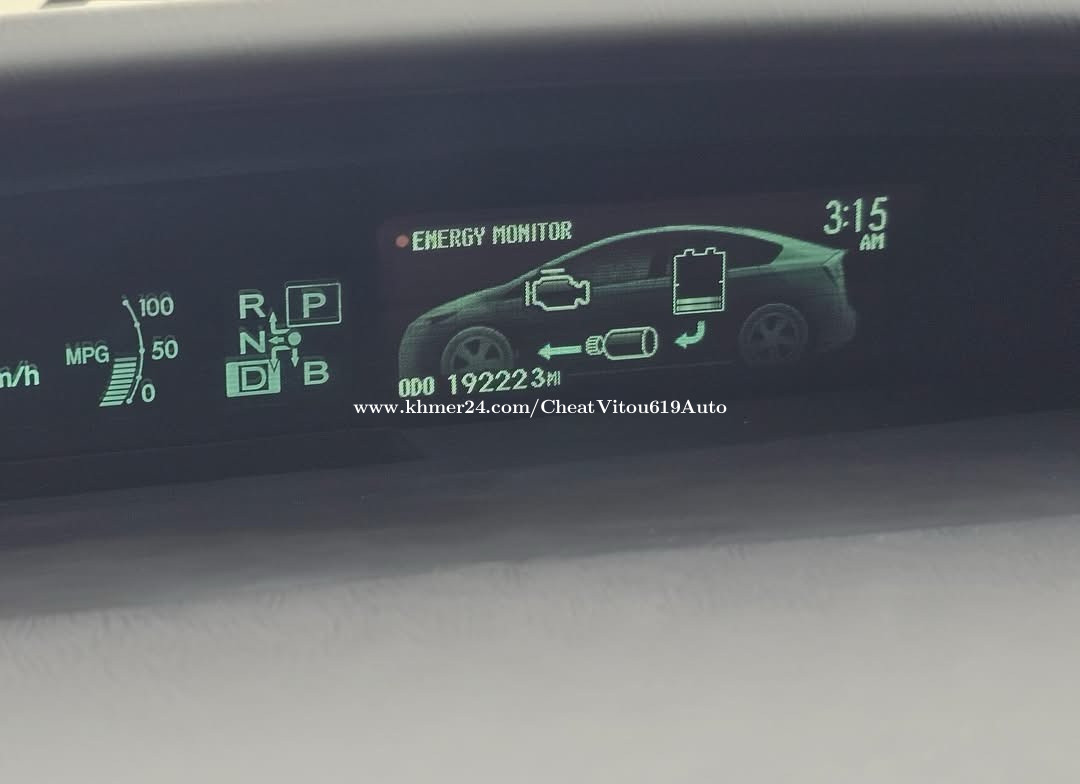 ENERGY MONITOR
3:15
AM
100
MPG
50
0
R
P
N
D
B
ODO 192223MI
www.khmer24.com/CheatVitou619Auto